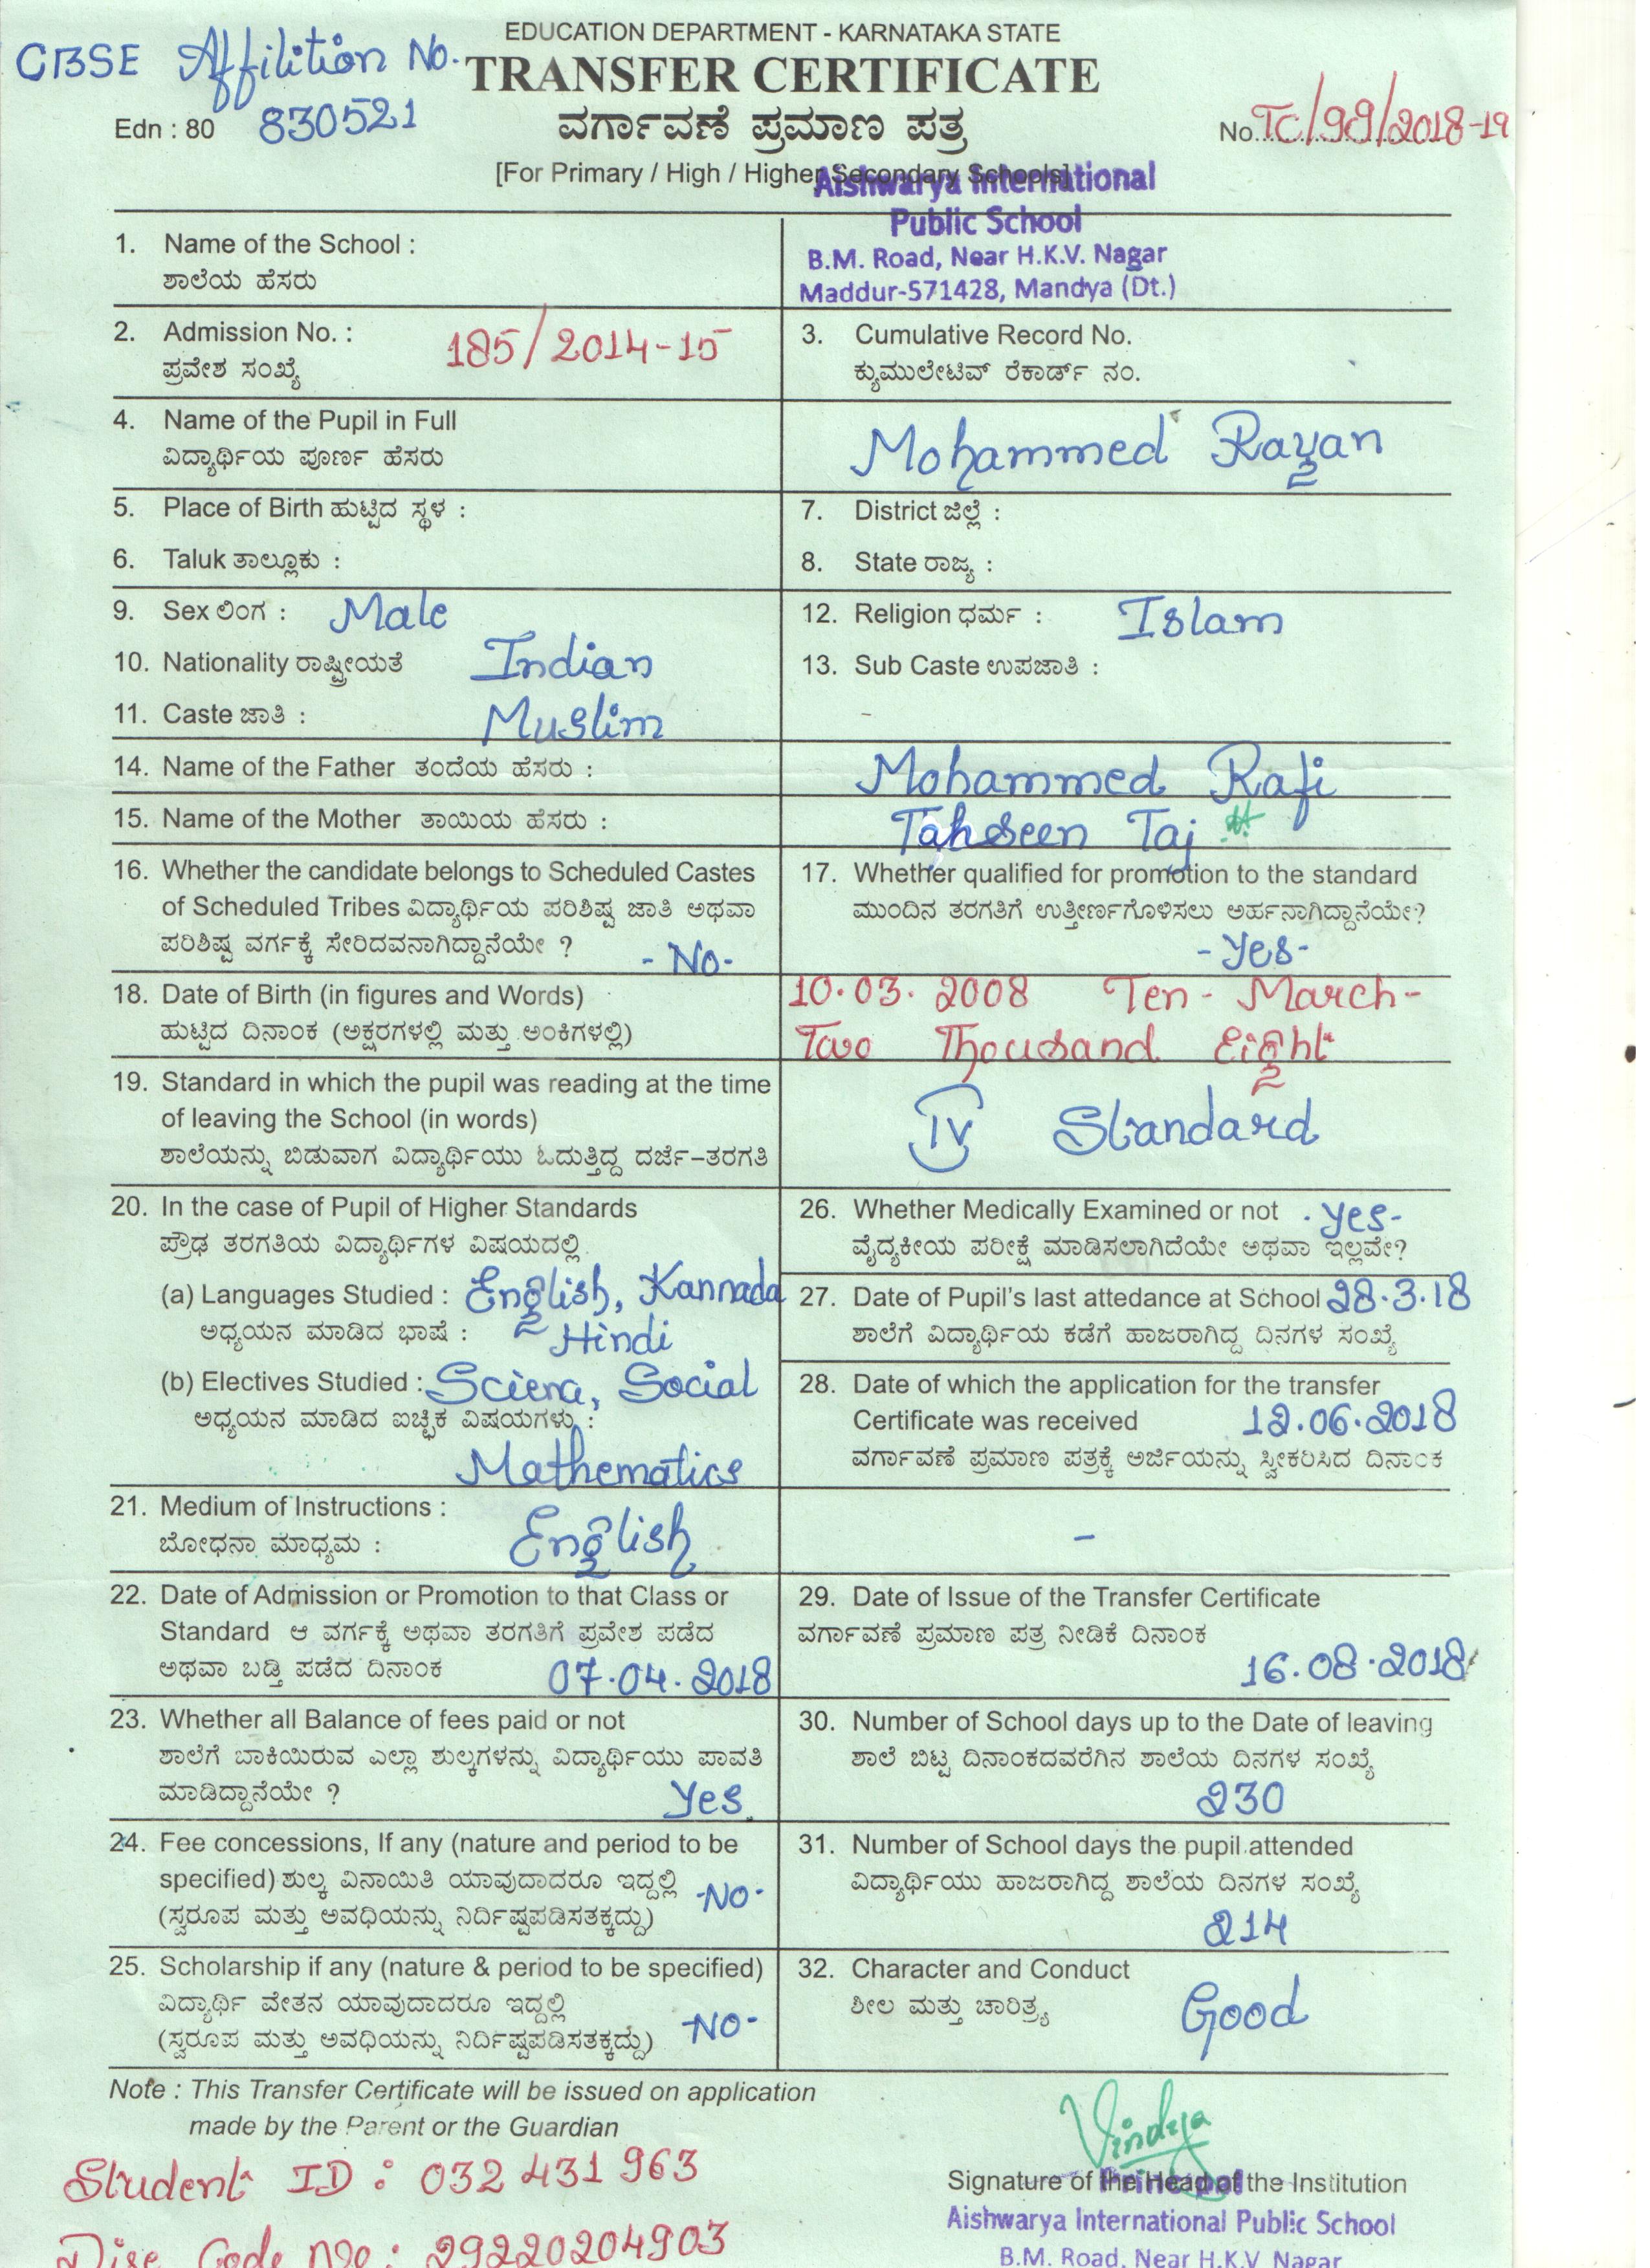 EDUCATION DEPARTMENT - KARNATAKA STATE
CBSE Affilition No.
TRANSFER CERTIFICATE
Edn : 80 830521
ವರ್ಗಾವಣೆ ಪ್ರಮಾಣ ಪತ್ರ
No. TC/98/2018-19
[For Primary / High / Higher Secondary Schools]
Aishwarya International
Public School
B.M. Road, Near H.K.V. Nagar
Maddur-571428, Mandya (Dt.)
1. Name of the School :
ಶಾಲೆಯ ಹೆಸರು
2. Admission No. : 185/2014-15
ಪ್ರವೇಶ ಸಂಖ್ಯೆ
3. Cumulative Record No.
ಕ್ಯುಮುಲೇಟಿವ್ ರೆಕಾರ್ಡ್ ನಂ.
4. Name of the Pupil in Full
ವಿದ್ಯಾರ್ಥಿಯ ಪೂರ್ಣ ಹೆಸರು
Mohammed Rayan
5. Place of Birth ಹುಟ್ಟಿದ ಸ್ಥಳ :
7. District ಜಿಲ್ಲೆ :
6. Taluk ತಾಲ್ಲೂಕು :
8. State ರಾಜ್ಯ :
9. Sex ಲಿಂಗ : Male
12. Religion ಧರ್ಮ : Islam
10. Nationality ರಾಷ್ಟ್ರೀಯತೆ Indian
13. Sub Caste ಉಪಜಾತಿ :
11. Caste ಜಾತಿ : Muslim
-
14. Name of the Father ತಂದೆಯ ಹೆಸರು : Mohammed Rafi
15. Name of the Mother ತಾಯಿಯ ಹೆಸರು : Tahseen Taj
16. Whether the candidate belongs to Scheduled Castes
of Scheduled Tribes ವಿದ್ಯಾರ್ಥಿಯ ಪರಿಶಿಷ್ಟ ಜಾತಿ ಅಥವಾ
ಪರಿಶಿಷ್ಟ ವರ್ಗಕ್ಕೆ ಸೇರಿದವನಾಗಿದ್ದಾನೆಯೇ ? - No-
17. Whether qualified for promotion to the standard
ಮುಂದಿನ ತರಗತಿಗೆ ಉತ್ತೀರ್ಣಗೊಳಿಸಲು ಅರ್ಹನಾಗಿದ್ದಾನೆಯೇ?
-Yes-
18. Date of Birth (in figures and Words)
ಹುಟ್ಟಿದ ದಿನಾಂಕ (ಅಕ್ಷರಗಳಲ್ಲಿ ಮತ್ತು ಅಂಕಿಗಳಲ್ಲಿ)
10.03.2008 Ten- March-
Two Thousand Eight
19. Standard in which the pupil was reading at the time
of leaving the School (in words)
ಶಾಲೆಯನ್ನು ಬಿಡುವಾಗ ವಿದ್ಯಾರ್ಥಿಯು ಓದುತ್ತಿದ್ದ ದರ್ಜೆ-ತರಗತಿ
IV Standard
20. In the case of Pupil of Higher Standards
ಪ್ರೌಢ ತರಗತಿಯ ವಿದ್ಯಾರ್ಥಿಗಳ ವಿಷಯದಲ್ಲಿ
(a) Languages Studied : English, Kannada
ಅಧ್ಯಯನ ಮಾಡಿದ ಭಾಷೆ : Hindi
(b) Electives Studied : Science, Social
ಅಧ್ಯಯನ ಮಾಡಿದ ಐಚ್ಛಿಕ ವಿಷಯಗಳು :
Mathematics
26. Whether Medically Examined or not - Yes-
ವೈದ್ಯಕೀಯ ಪರೀಕ್ಷೆ ಮಾಡಿಸಲಾಗಿದೆಯೇ ಅಥವಾ ಇಲ್ಲವೇ?
27. Date of Pupil's last attedance at School 28.3.18
ಶಾಲೆಗೆ ವಿದ್ಯಾರ್ಥಿಯ ಕಡೆಗೆ ಹಾಜರಾಗಿದ್ದ ದಿನಗಳ ಸಂಖ್ಯೆ
28. Date of which the application for the transfer
Certificate was received 12.06.2018
ವರ್ಗಾವಣೆ ಪ್ರಮಾಣ ಪತ್ರಕ್ಕೆ ಅರ್ಜಿಯನ್ನು ಸ್ವೀಕರಿಸಿದ ದಿನಾಂಕ
21. Medium of Instructions :
ಬೋಧನಾ ಮಾಧ್ಯಮ : English
-
22. Date of Admission or Promotion to that Class or
Standard ಆ ವರ್ಗಕ್ಕೆ ಅಥವಾ ತರಗತಿಗೆ ಪ್ರವೇಶ ಪಡೆದ
ಅಥವಾ ಬಡ್ತಿ ಪಡೆದ ದಿನಾಂಕ 07.04.2018
29. Date of Issue of the Transfer Certificate
ವರ್ಗಾವಣೆ ಪ್ರಮಾಣ ಪತ್ರ ನೀಡಿಕೆ ದಿನಾಂಕ
16.08.2018
23. Whether all Balance of fees paid or not
ಶಾಲೆಗೆ ಬಾಕಿಯಿರುವ ಎಲ್ಲಾ ಶುಲ್ಕಗಳನ್ನು ವಿದ್ಯಾರ್ಥಿಯು ಪಾವತಿ
ಮಾಡಿದ್ದಾನೆಯೇ ? Yes
30. Number of School days up to the Date of leaving
ಶಾಲೆ ಬಿಟ್ಟ ದಿನಾಂಕದವರೆಗಿನ ಶಾಲೆಯ ದಿನಗಳ ಸಂಖ್ಯೆ
230
24. Fee concessions, If any (nature and period to be
specified) ಶುಲ್ಕ ವಿನಾಯಿತಿ ಯಾವುದಾದರೂ ಇದ್ದಲ್ಲಿ -No-
(ಸ್ವರೂಪ ಮತ್ತು ಅವಧಿಯನ್ನು ನಿರ್ದಿಷ್ಟಪಡಿಸತಕ್ಕದ್ದು)
31. Number of School days the pupil attended
ವಿದ್ಯಾರ್ಥಿಯು ಹಾಜರಾಗಿದ್ದ ಶಾಲೆಯ ದಿನಗಳ ಸಂಖ್ಯೆ
214
25. Scholarship if any (nature & period to be specified)
ವಿದ್ಯಾರ್ಥಿ ವೇತನ ಯಾವುದಾದರೂ ಇದ್ದಲ್ಲಿ
(ಸ್ವರೂಪ ಮತ್ತು ಅವಧಿಯನ್ನು ನಿರ್ದಿಷ್ಟಪಡಿಸತಕ್ಕದ್ದು) -No-
32. Character and Conduct
ಶೀಲ ಮತ್ತು ಚಾರಿತ್ರ್ಯ Good
Note : This Transfer Certificate will be issued on application
made by the Parent or the Guardian
Student ID : 032431963
Dise Code No : 29220204903
Vindya
Signature of the Head of the Institution
Principal
Aishwarya International Public School
B.M. Road, Near H.K.V. Nagar